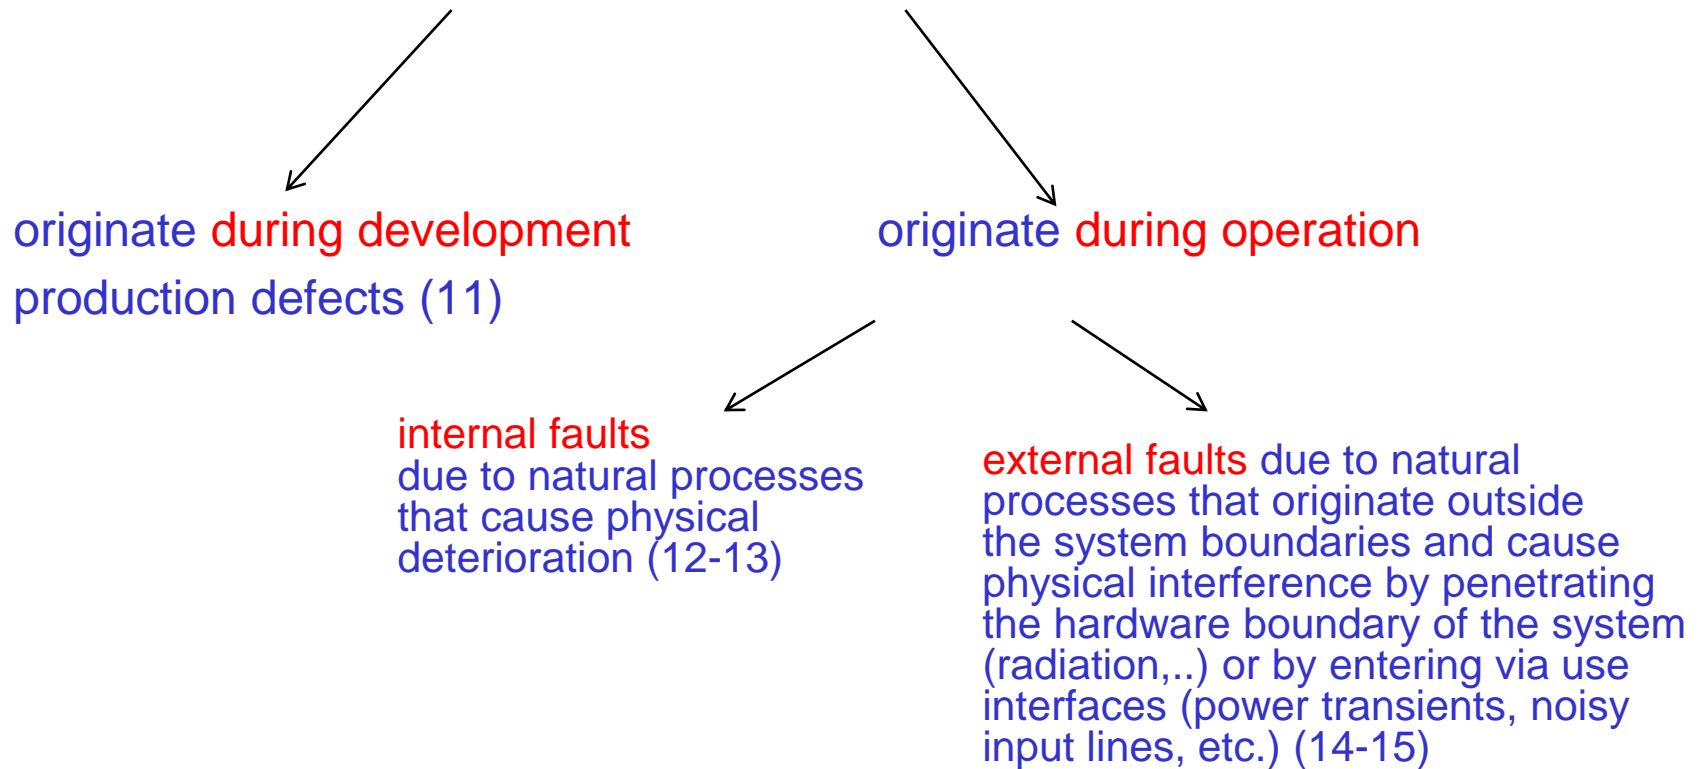 originate during development
production defects (11)
originate during operation
internal faults
due to natural processes
that cause physical
deterioration (12-13)
external faults due to natural
processes that originate outside
the system boundaries and cause
physical interference by penetrating
the hardware boundary of the system
(radiation,..) or by entering via use
interfaces (power transients, noisy
input lines, etc.) (14-15)